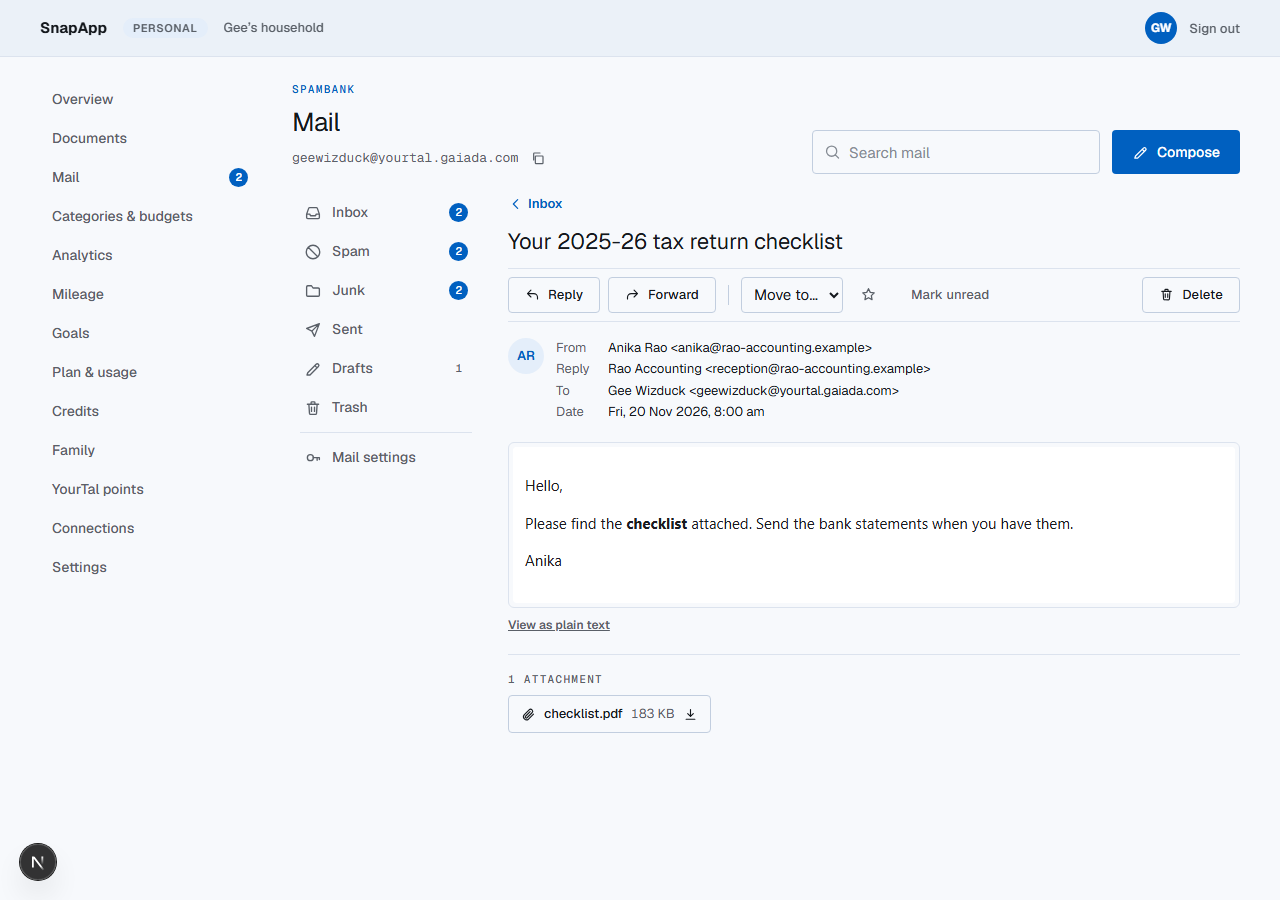 SnapApp PERSONAL Gee's household GW Sign out
Overview
Documents
Mail 2
Categories & budgets
Analytics
Mileage
Goals
Plan & usage
Credits
Family
YourTal points
Connections
Settings
SPAMBANK
Mail
geewizduck@yourtal.gaiada.com
Search mail
Compose
Inbox 2
Spam 2
Junk 2
Sent
Drafts 1
Trash
Mail settings
Inbox
Your 2025-26 tax return checklist
Reply Forward Move to... Mark unread Delete
AR
From Anika Rao <anika@rao-accounting.example>
Reply Rao Accounting <reception@rao-accounting.example>
To Gee Wizduck <geewizduck@yourtal.gaiada.com>
Date Fri, 20 Nov 2026, 8:00 am
Hello,
Please find the checklist attached. Send the bank statements when you have them.
Anika
View as plain text
1 ATTACHMENT
checklist.pdf 183 KB
N